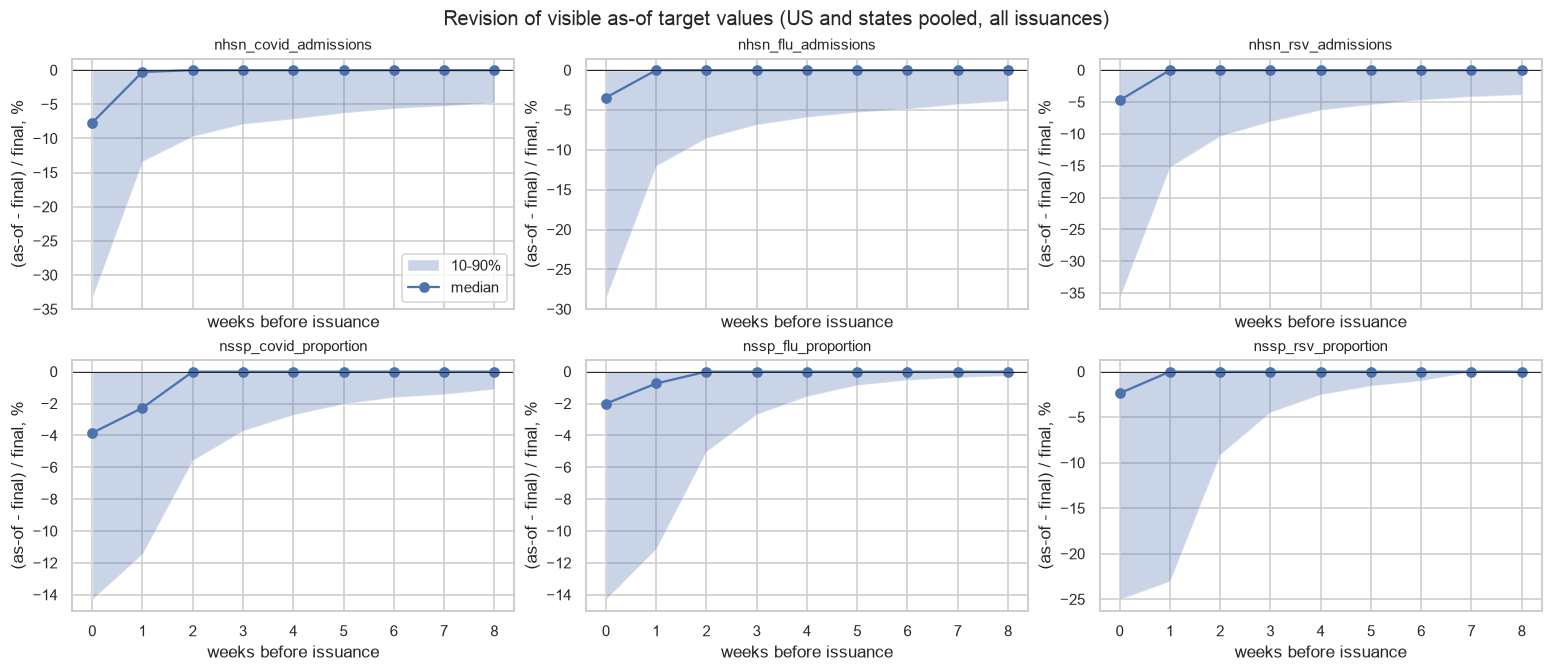 Revision of visible as-of target values (US and states pooled, all issuances)
nhsn_covid_admissions
(as-of - final) / final, %
0
−5
−10
−15
−20
−25
−30
−35
10-90%
median
weeks before issuance
nhsn_flu_admissions
(as-of - final) / final, %
0
−5
−10
−15
−20
−25
−30
weeks before issuance
nhsn_rsv_admissions
(as-of - final) / final, %
0
−5
−10
−15
−20
−25
−30
−35
weeks before issuance
nssp_covid_proportion
(as-of - final) / final, %
0
−2
−4
−6
−8
−10
−12
−14
0 1 2 3 4 5 6 7 8
weeks before issuance
nssp_flu_proportion
(as-of - final) / final, %
0
−2
−4
−6
−8
−10
−12
−14
0 1 2 3 4 5 6 7 8
weeks before issuance
nssp_rsv_proportion
(as-of - final) / final, %
0
−5
−10
−15
−20
−25
0 1 2 3 4 5 6 7 8
weeks before issuance